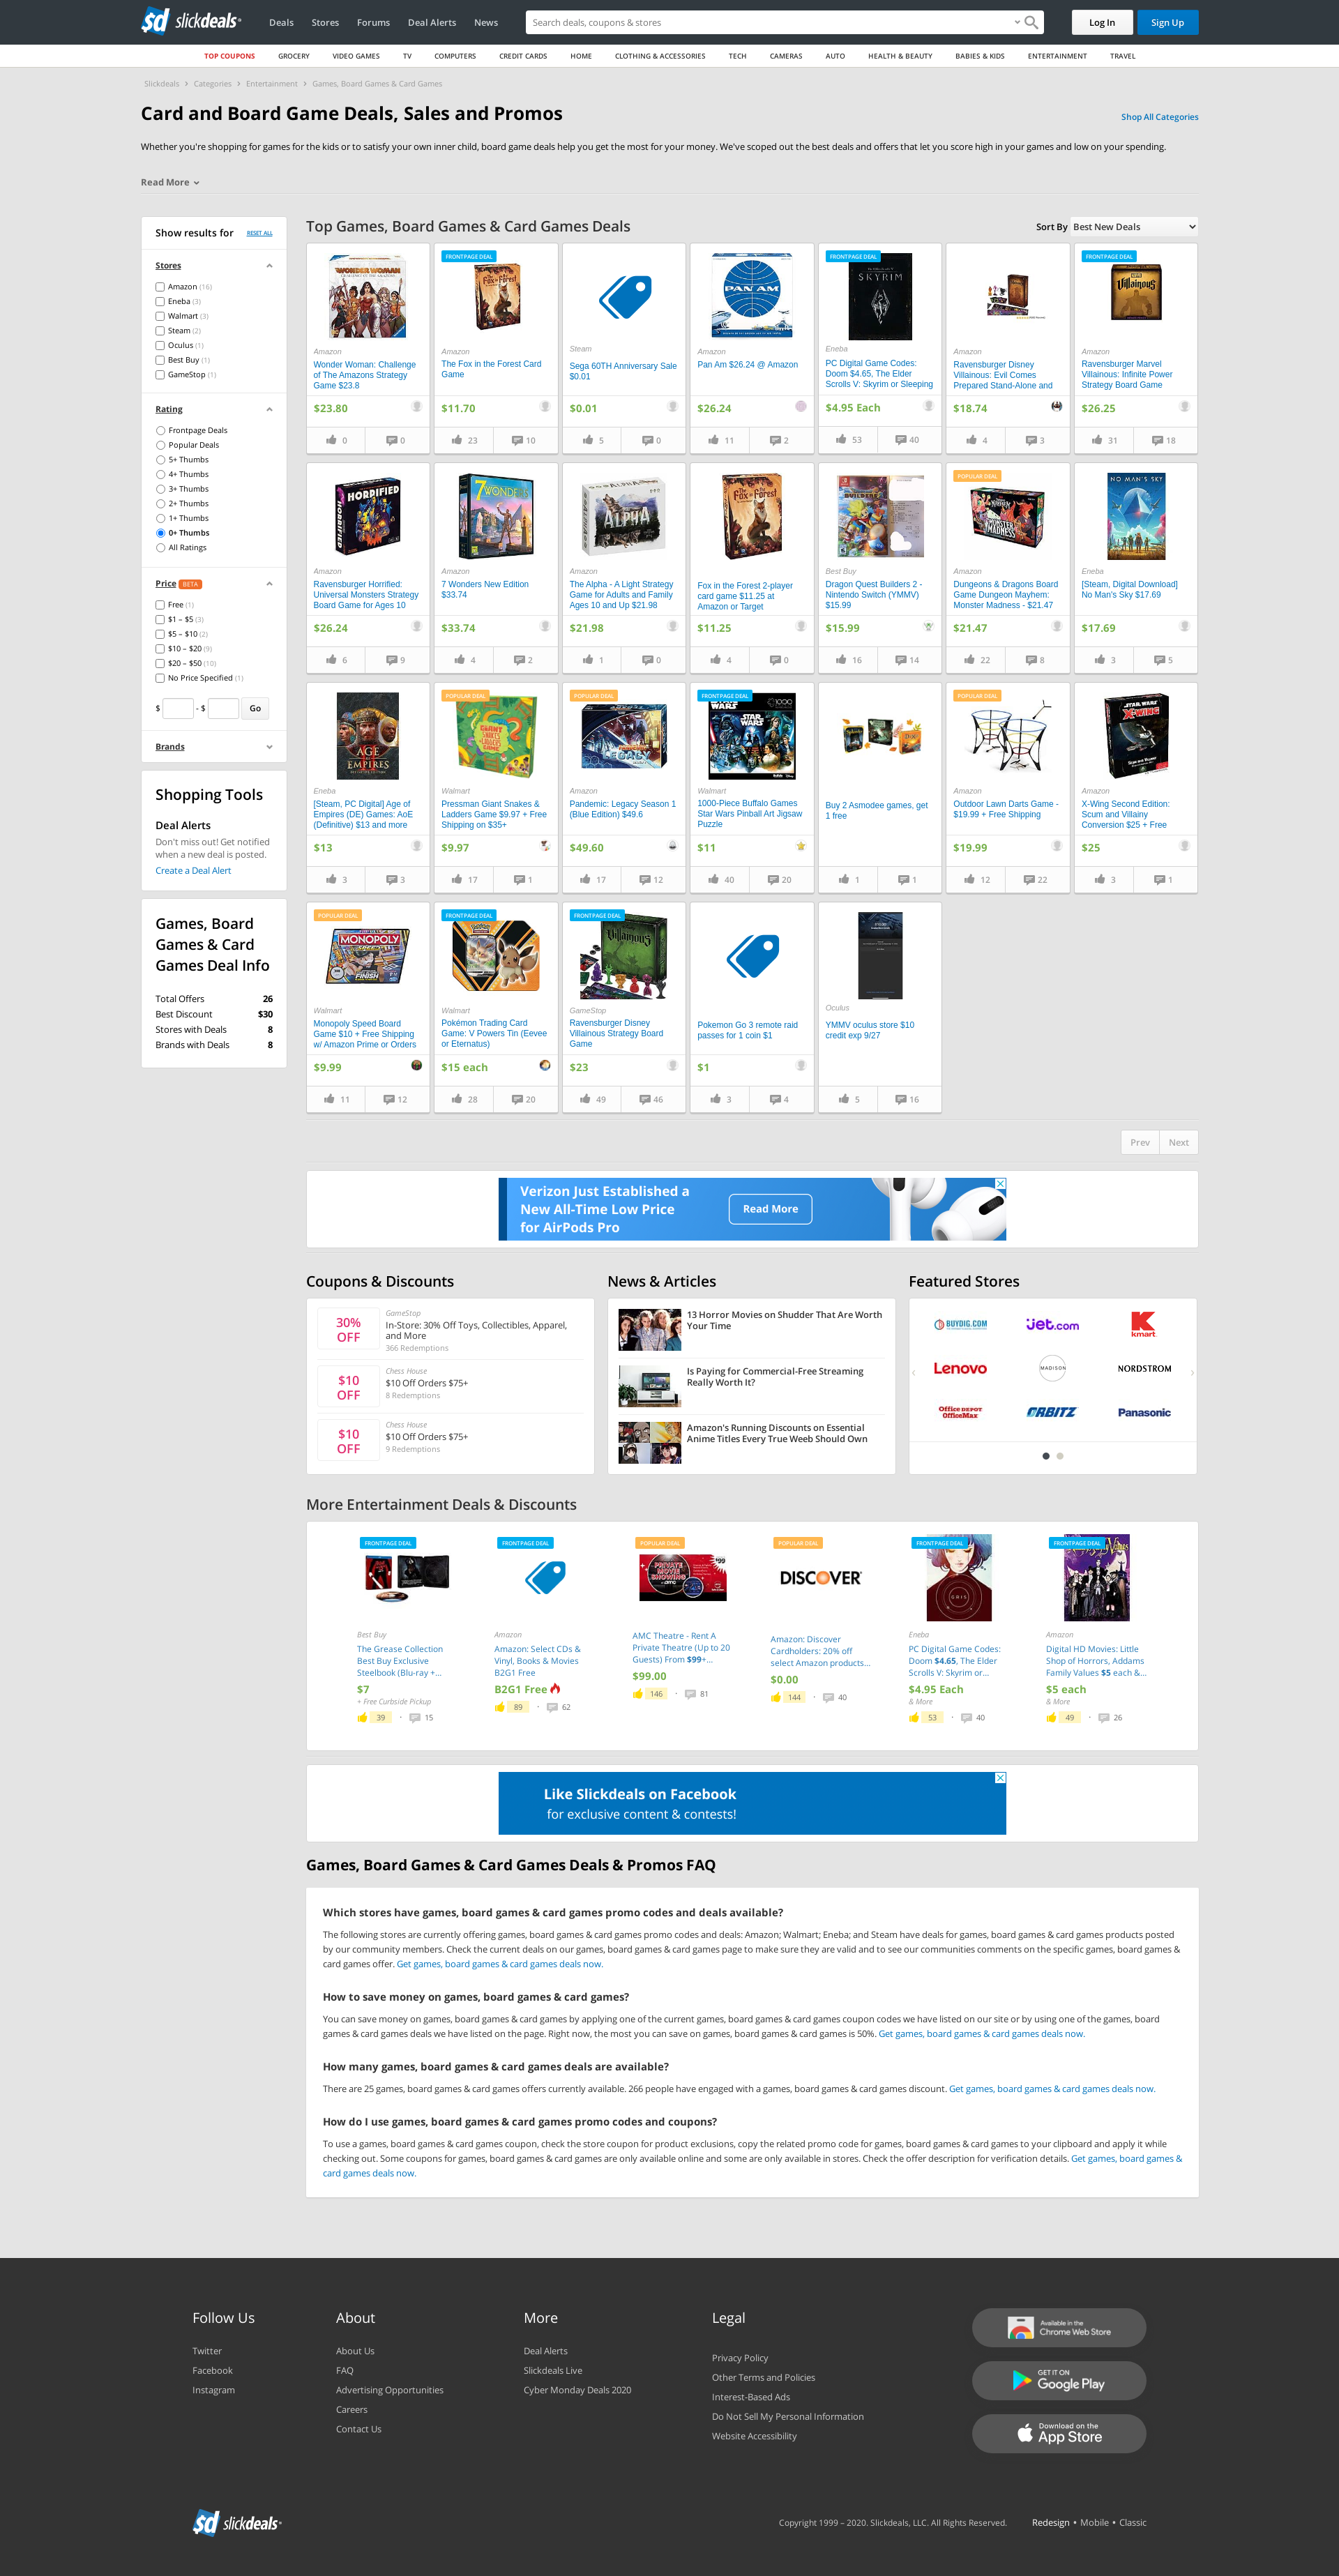 slickdeals
Deals
Stores
Forums
Deal Alerts
News
Search deals, coupons & stores
Log In
Sign Up
TOP COUPONS
GROCERY
VIDEO GAMES
TV
COMPUTERS
CREDIT CARDS
HOME
CLOTHING & ACCESSORIES
TECH
CAMERAS
AUTO
HEALTH & BEAUTY
BABIES & KIDS
ENTERTAINMENT
TRAVEL
Slickdeals › Categories › Entertainment › Games, Board Games & Card Games
Card and Board Game Deals, Sales and Promos
Shop All Categories
Whether you're shopping for games for the kids or to satisfy your own inner child, board game deals help you get the most for your money. We've scoped out the best deals and offers that let you score high in your games and low on your spending.
Read More
Show results for
RESET ALL
Stores
Amazon (16)
Eneba (3)
Walmart (3)
Steam (2)
Oculus (1)
Best Buy (1)
GameStop (1)
Rating
Frontpage Deals
Popular Deals
5+ Thumbs
4+ Thumbs
3+ Thumbs
2+ Thumbs
1+ Thumbs
0+ Thumbs
All Ratings
Price BETA
Free (1)
$1 – $5 (3)
$5 – $10 (2)
$10 – $20 (9)
$20 – $50 (10)
No Price Specified (1)
$ - $ Go
Brands
Shopping Tools
Deal Alerts
Don't miss out! Get notified
when a new deal is posted.
Create a Deal Alert
Games, Board
Games & Card
Games Deal Info
Total Offers 26
Best Discount $30
Stores with Deals 8
Brands with Deals 8
Top Games, Board Games & Card Games Deals
Sort By Best New Deals
WONDER WOMAN
Amazon
Wonder Woman: Challenge
of The Amazons Strategy
Game $23.8
$23.80
0 0
FRONTPAGE DEAL
Fox in the Forest
Amazon
The Fox in the Forest Card
Game
$11.70
23 10
Steam
Sega 60TH Anniversary Sale
$0.01
$0.01
5 0
PAN AM
Amazon
Pan Am $26.24 @ Amazon
$26.24
11 2
FRONTPAGE DEAL
SKYRIM
Eneba
PC Digital Game Codes:
Doom $4.65, The Elder
Scrolls V: Skyrim or Sleeping
$4.95 Each
53 40
Amazon
Ravensburger Disney
Villainous: Evil Comes
Prepared Stand-Alone and
$18.74
4 3
FRONTPAGE DEAL
Villainous
Amazon
Ravensburger Marvel
Villainous: Infinite Power
Strategy Board Game
$26.25
31 18
HORRIFIED
Amazon
Ravensburger Horrified:
Universal Monsters Strategy
Board Game for Ages 10
$26.24
6 9
7 WONDERS
Amazon
7 Wonders New Edition
$33.74
$33.74
4 2
ALPHA
Amazon
The Alpha - A Light Strategy
Game for Adults and Family
Ages 10 and Up $21.98
$21.98
1 0
Fox in the Forest
Fox in the Forest 2-player
card game $11.25 at
Amazon or Target
$11.25
4 0
BUILDERS
Best Buy
Dragon Quest Builders 2 -
Nintendo Switch (YMMV)
$15.99
$15.99
16 14
POPULAR DEAL
MONSTER MADNESS
Amazon
Dungeons & Dragons Board
Game Dungeon Mayhem:
Monster Madness - $21.47
$21.47
22 8
NO MAN'S SKY
Eneba
[Steam, Digital Download]
No Man's Sky $17.69
$17.69
3 5
AGE
EMPIRES
Eneba
[Steam, PC Digital] Age of
Empires (DE) Games: AoE
(Definitive) $13 and more
$13
3 3
POPULAR DEAL
GIANT SNAKES LADDERS GAME
Walmart
Pressman Giant Snakes &
Ladders Game $9.97 + Free
Shipping on $35+
$9.97
17 1
POPULAR DEAL
LEGACY
Amazon
Pandemic: Legacy Season 1
(Blue Edition) $49.6
$49.60
17 12
FRONTPAGE DEAL
STAR WARS
1000
Walmart
1000-Piece Buffalo Games
Star Wars Pinball Art Jigsaw
Puzzle
$11
40 20
Buy 2 Asmodee games, get
1 free
1 1
POPULAR DEAL
Amazon
Outdoor Lawn Darts Game -
$19.99 + Free Shipping
$19.99
12 22
X-WING
Amazon
X-Wing Second Edition:
Scum and Villainy
Conversion $25 + Free
$25
3 1
POPULAR DEAL
MONOPOLY
SPEED
FINISH
Walmart
Monopoly Speed Board
Game $10 + Free Shipping
w/ Amazon Prime or Orders
$9.99
11 12
FRONTPAGE DEAL
Walmart
Pokémon Trading Card
Game: V Powers Tin (Eevee
or Eternatus)
$15 each
28 20
FRONTPAGE DEAL
Villainous
GameStop
Ravensburger Disney
Villainous Strategy Board
Game
$23
49 46
Pokemon Go 3 remote raid
passes for 1 coin $1
$1
3 4
Oculus
YMMV oculus store $10
credit exp 9/27
5 16
Prev Next
Verizon Just Established a
New All-Time Low Price
for AirPods Pro
Read More
Coupons & Discounts
30%
OFF
GameStop
In-Store: 30% Off Toys, Collectibles, Apparel,
and More
366 Redemptions
$10
OFF
Chess House
$10 Off Orders $75+
8 Redemptions
$10
OFF
Chess House
$10 Off Orders $75+
9 Redemptions
News & Articles
13 Horror Movies on Shudder That Are Worth
Your Time
Is Paying for Commercial-Free Streaming
Really Worth It?
Amazon's Running Discounts on Essential
Anime Titles Every True Weeb Should Own
Featured Stores
BUYDIG.COM
Jet.com
kmart
Lenovo
MADISON
NORDSTROM
Office DEPOT
OfficeMax
ORBITZ
Panasonic
More Entertainment Deals & Discounts
FRONTPAGE DEAL
Best Buy
The Grease Collection
Best Buy Exclusive
Steelbook (Blu-ray +...
$7
+ Free Curbside Pickup
39 · 15
FRONTPAGE DEAL
Amazon
Amazon: Select CDs &
Vinyl, Books & Movies
B2G1 Free
B2G1 Free
89 · 62
POPULAR DEAL
PRIVATE
MOVIE
SHOWING
AMC Theatre - Rent A
Private Theatre (Up to 20
Guests) From $99+...
$99.00
146 · 81
POPULAR DEAL
DISCOVER
Amazon: Discover
Cardholders: 20% off
select Amazon products...
$0.00
144 · 40
FRONTPAGE DEAL
GRIS
Eneba
PC Digital Game Codes:
Doom $4.65, The Elder
Scrolls V: Skyrim or...
$4.95 Each
& More
53 · 40
FRONTPAGE DEAL
Amazon
Digital HD Movies: Little
Shop of Horrors, Addams
Family Values $5 each &...
$5 each
& More
49 · 26
Like Slickdeals on Facebook
for exclusive content & contests!
Games, Board Games & Card Games Deals & Promos FAQ
Which stores have games, board games & card games promo codes and deals available?
The following stores are currently offering games, board games & card games promo codes and deals: Amazon; Walmart; Eneba; and Steam have deals for games, board games & card games products posted
by our community members. Check the current deals on our games, board games & card games page to make sure they are valid and to see our communities comments on the specific games, board games &
card games offer. Get games, board games & card games deals now.
How to save money on games, board games & card games?
You can save money on games, board games & card games by applying one of the current games, board games & card games coupon codes we have listed on our site or by using one of the games, board
games & card games deals we have listed on the page. Right now, the most you can save on games, board games & card games is 50%. Get games, board games & card games deals now.
How many games, board games & card games deals are available?
There are 25 games, board games & card games offers currently available. 266 people have engaged with a games, board games & card games discount. Get games, board games & card games deals now.
How do I use games, board games & card games promo codes and coupons?
To use a games, board games & card games coupon, check the store coupon for product exclusions, copy the related promo code for games, board games & card games to your clipboard and apply it while
checking out. Some coupons for games, board games & card games are only available online and some are only available in stores. Check the offer description for verification details. Get games, board games &
card games deals now.
Follow Us
Twitter
Facebook
Instagram
About
About Us
FAQ
Advertising Opportunities
Careers
Contact Us
More
Deal Alerts
Slickdeals Live
Cyber Monday Deals 2020
Legal
Privacy Policy
Other Terms and Policies
Interest-Based Ads
Do Not Sell My Personal Information
Website Accessibility
Available in the
Chrome Web Store
GET IT ON
Google Play
Download on the
App Store
slickdeals
Copyright 1999 – 2020. Slickdeals, LLC. All Rights Reserved.
Redesign • Mobile • Classic